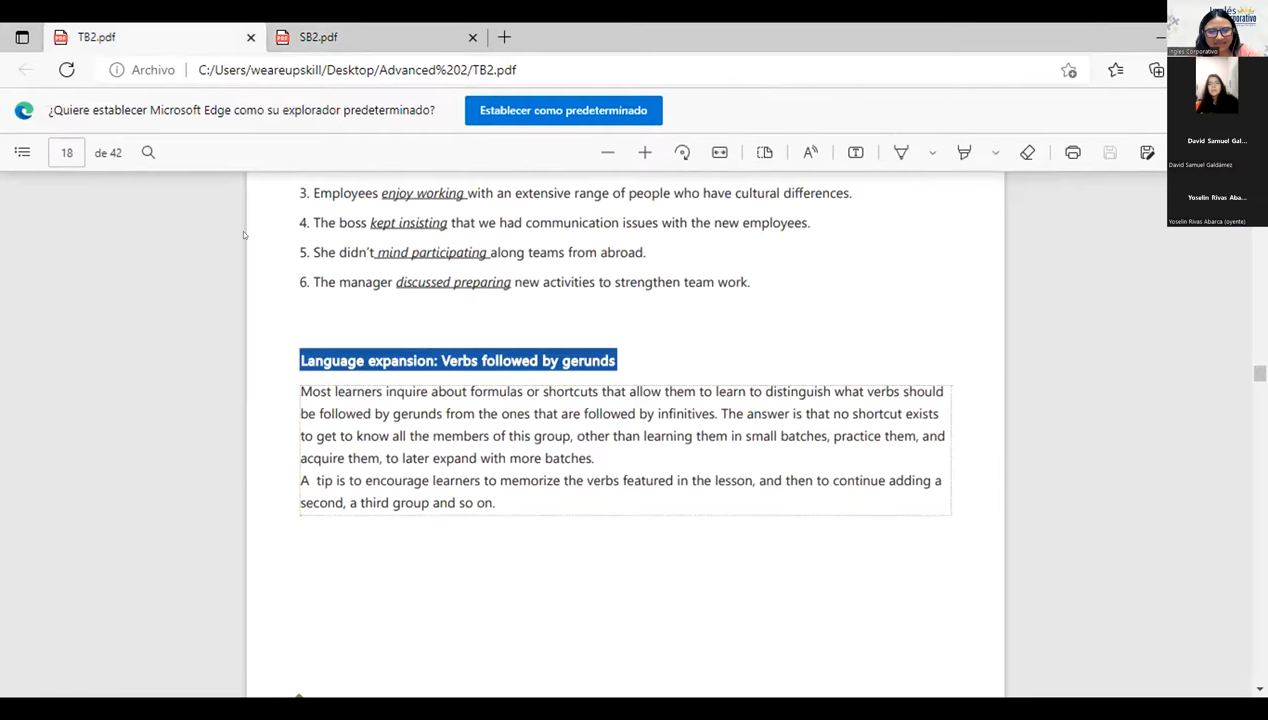 TB2.pdf
SB2.pdf
Archivo
C:/Users/weareupskill/Desktop/Advanced%202/TB2.pdf
¿Quiere establecer Microsoft Edge como su explorador predeterminado?
Establecer como predeterminado
18 de 42
3. Employees enjoy working with an extensive range of people who have cultural differences.
4. The boss kept insisting that we had communication issues with the new employees.
5. She didn't mind participating along teams from abroad.
6. The manager discussed preparing new activities to strengthen team work.
Language expansion: Verbs followed by gerunds
Most learners inquire about formulas or shortcuts that allow them to learn to distinguish what verbs should
be followed by gerunds from the ones that are followed by infinitives. The answer is that no shortcut exists
to get to know all the members of this group, other than learning them in small batches, practice them, and
acquire them, to later expand with more batches.
A tip is to encourage learners to memorize the verbs featured in the lesson, and then to continue adding a
second, a third group and so on.
Inglés Corporativo
David Samuel Gal...
David Samuel Galdámez
Yoselin Rivas Aba...
Yoselin Rivas Abarca (oyente)